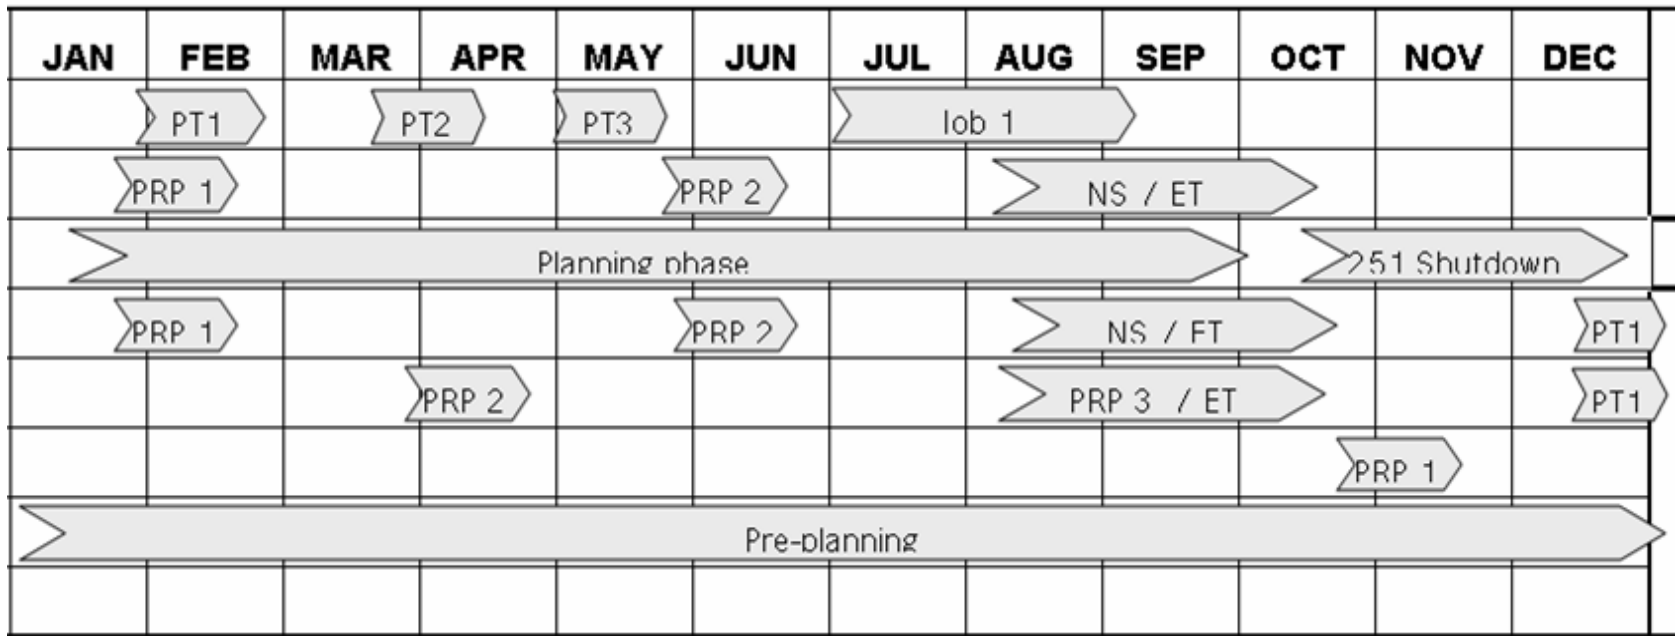 JAN FEB MAR APR MAY JUN JUL AUG SEP OCT NOV DEC
PT1 PT2 PT3 Job 1
PRP 1 PRP 2 NS / ET
Planning phase 251 Shutdown
PRP 1 PRP 2 NS / ET PT1
PRP 2 PRP 3 / ET PT1
PRP 1
Pre-planning